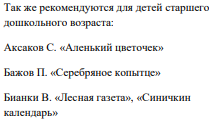 Так же рекомендуются для детей старшего
дошкольного возраста:
Аксаков С. «Аленький цветочек»
Бажов П. «Серебряное копытце»
Бианки В. «Лесная газета», «Синичкин
календарь»